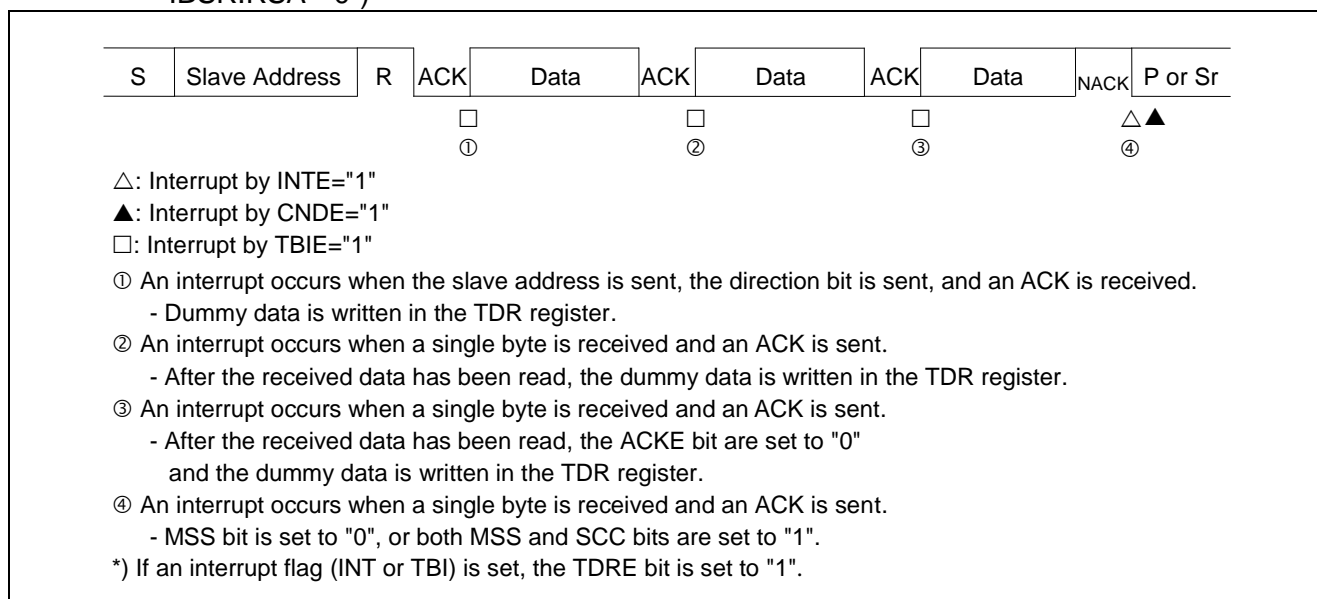 S Slave Address R ACK Data ACK Data ACK Data NACK P or Sr
□ □ □ △▲
① ② ③ ④
△: Interrupt by INTE="1"
▲: Interrupt by CNDE="1"
□: Interrupt by TBIE="1"
① An interrupt occurs when the slave address is sent, the direction bit is sent, and an ACK is received.
- Dummy data is written in the TDR register.
② An interrupt occurs when a single byte is received and an ACK is sent.
- After the received data has been read, the dummy data is written in the TDR register.
③ An interrupt occurs when a single byte is received and an ACK is sent.
- After the received data has been read, the ACKE bit are set to "0"
and the dummy data is written in the TDR register.
④ An interrupt occurs when a single byte is received and an ACK is sent.
- MSS bit is set to "0", or both MSS and SCC bits are set to "1".
*) If an interrupt flag (INT or TBI) is set, the TDRE bit is set to "1".